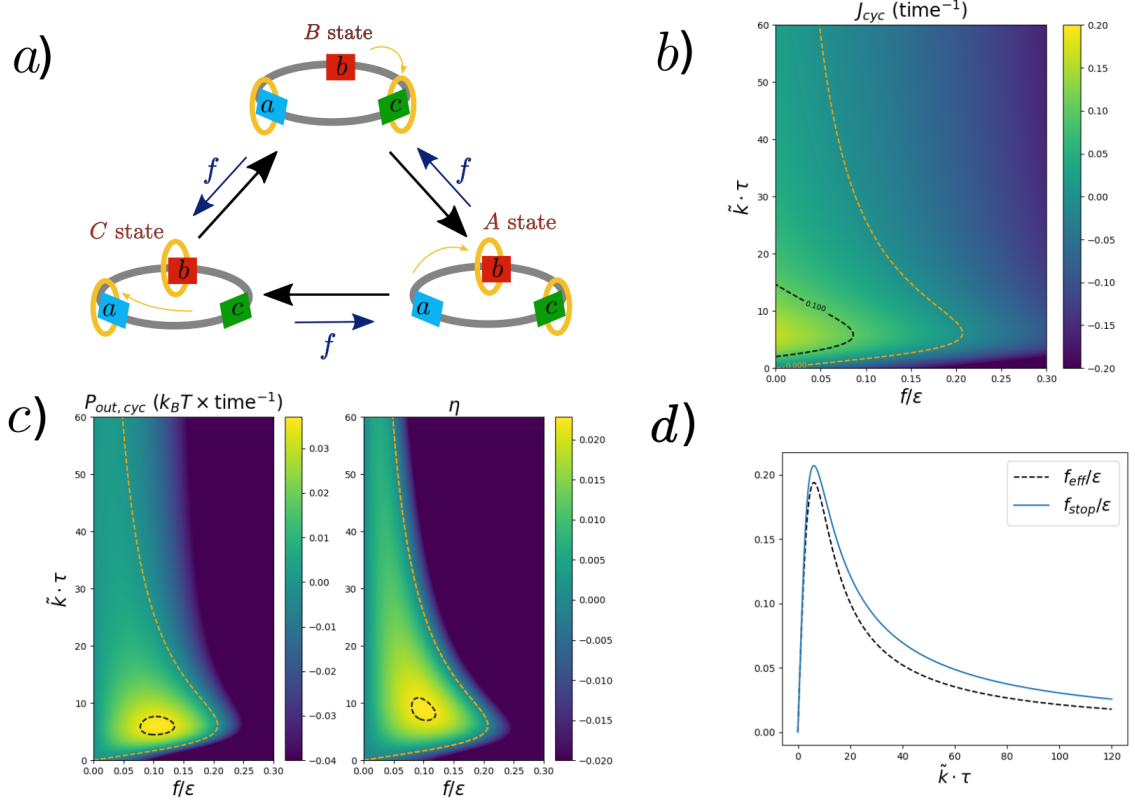 a)
B state
b
a
c
f
f
C state
A state
b
a
c
b
a
c
f
b)
J_cyc (time⁻¹)
60
50
40
30
20
10
0
k̃ · τ
0.100
0.000
0.00 0.05 0.10 0.15 0.20 0.25 0.30
f/ε
0.20
0.15
0.10
0.05
0.00
−0.05
−0.10
−0.15
−0.20
c)
P_out,cyc (k_BT × time⁻¹)
60
50
40
30
20
10
0
k̃ · τ
0.00 0.05 0.10 0.15 0.20 0.25 0.30
f/ε
0.03
0.02
0.01
0.00
−0.01
−0.02
−0.03
−0.04
η
60
50
40
30
20
10
0
0.00 0.05 0.10 0.15 0.20 0.25 0.30
f/ε
0.020
0.015
0.010
0.005
0.000
−0.005
−0.010
−0.015
−0.020
d)
f_eff/ε
f_stop/ε
0.20
0.15
0.10
0.05
0.00
0 20 40 60 80 100 120
k̃ · τ